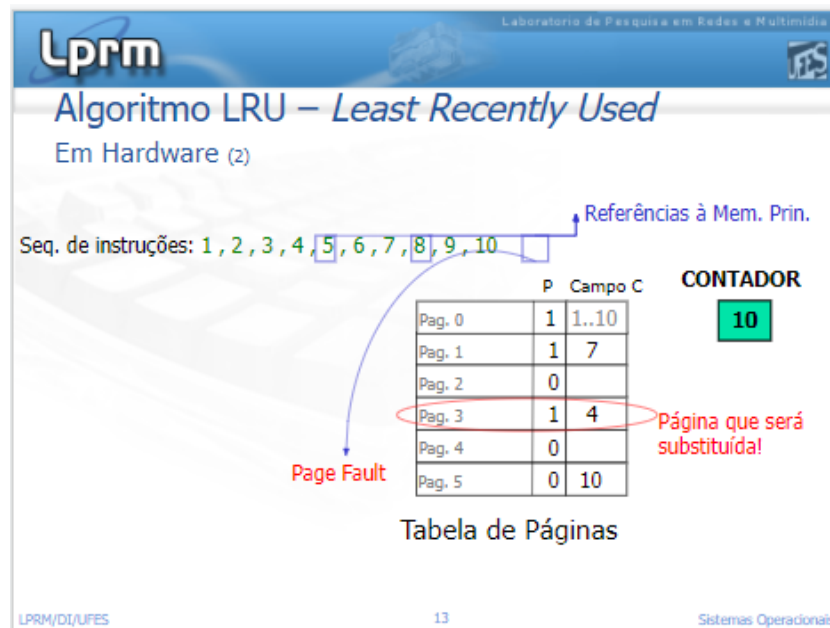 Laboratorio de Pesquisa em Redes e Multimídia
Lprm
UFES
Algoritmo LRU – Least Recently Used
Em Hardware (2)
Referências à Mem. Prin.
Seq. de instruções: 1 , 2 , 3 , 4 , 5 , 6 , 7 , 8 , 9 , 10
P Campo C
CONTADOR
10
Pag. 0 1 1..10
Pag. 1 1 7
Pag. 2 0
Pag. 3 1 4
Pag. 4 0
Pag. 5 0 10
Página que será
substituída!
Page Fault
Tabela de Páginas
LPRM/DI/UFES
13
Sistemas Operacionais